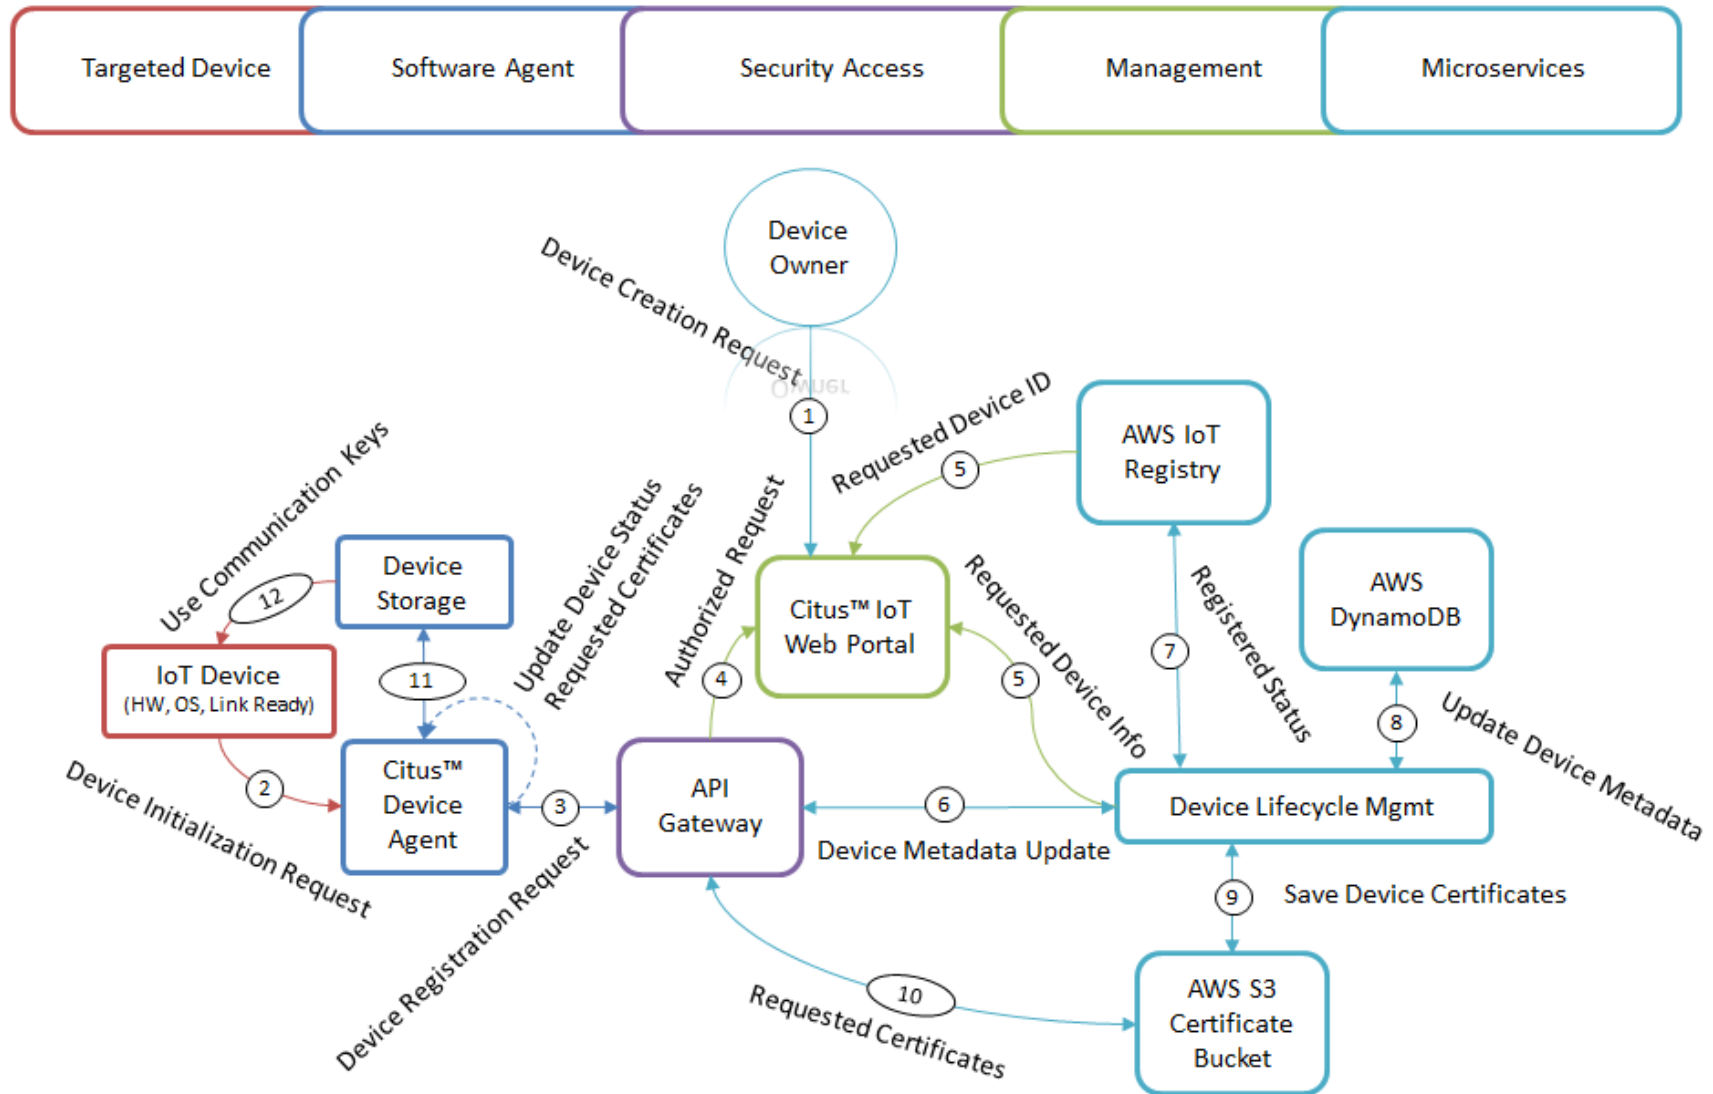 Targeted Device
Software Agent
Security Access
Management
Microservices
Device
Owner
Device Creation Request
Owner
1
Requested Device ID
5
AWS IoT
Registry
Use Communication Keys
12
Device
Storage
Update Device Status
Requested Certificates
Authorized Request
4
Citus™ IoT
Web Portal
Requested Device Info
5
7
Registered Status
AWS
DynamoDB
8
Update Device Metadata
IoT Device
(HW, OS, Link Ready)
11
2
Device Initialization Request
Citus™
Device
Agent
3
Device Registration Request
API
Gateway
6
Device Metadata Update
Device Lifecycle Mgmt
9
Save Device Certificates
10
Requested Certificates
AWS S3
Certificate
Bucket